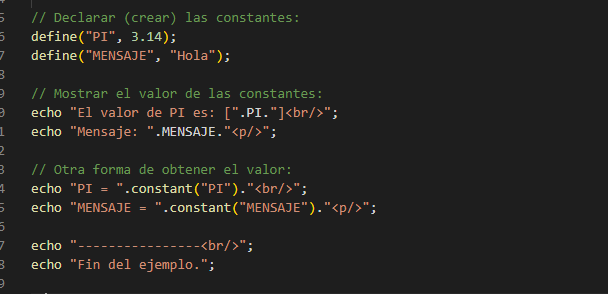 5 // Declarar (crear) las constantes:
6 define("PI", 3.14);
7 define("MENSAJE", "Hola");
8
9 // Mostrar el valor de las constantes:
0 echo "El valor de PI es: [".PI."]<br/>";
1 echo "Mensaje: ".MENSAJE."<p/>";
2
3 // Otra forma de obtener el valor:
4 echo "PI = ".constant("PI")."<br/>";
5 echo "MENSAJE = ".constant("MENSAJE")."<p/>";
6
7 echo "----------------<br/>";
8 echo "Fin del ejemplo.";
9